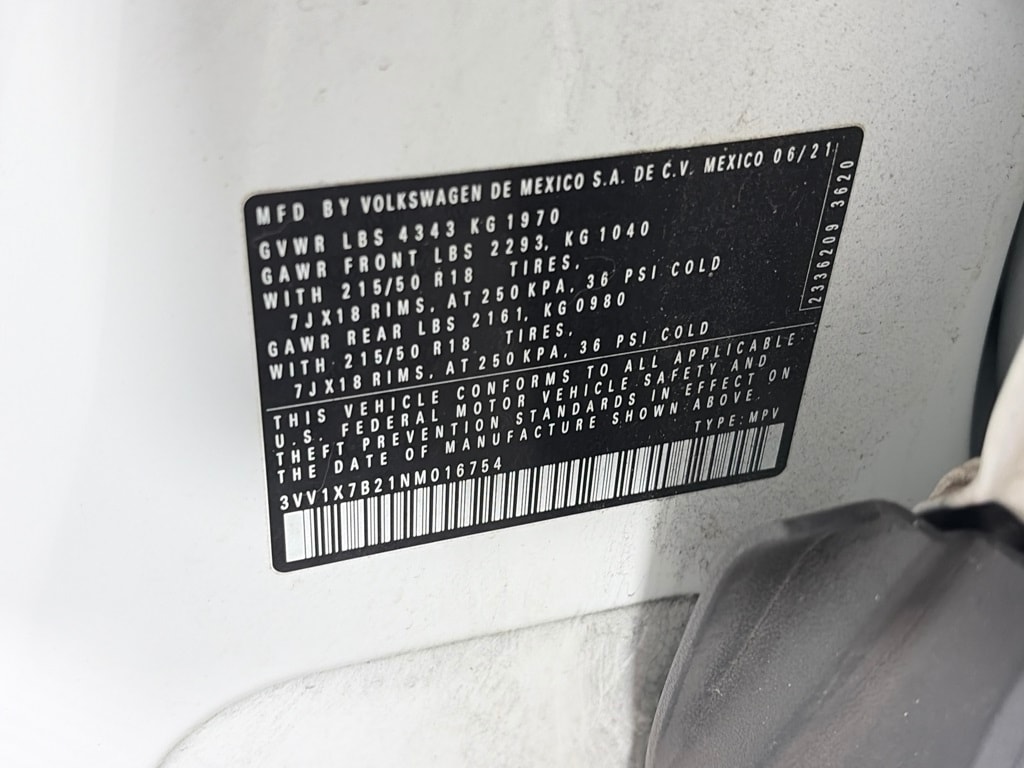 MFD BY VOLKSWAGEN DE MEXICO S.A. DE C.V. MEXICO 06/21
GVWR LBS 4343 KG 1970
GAWR FRONT LBS 2293, KG 1040
WITH 215/50 R18 TIRES,
7JX18 RIMS, AT 250 KPA, 36 PSI COLD
GAWR REAR LBS 2161, KG 0980
WITH 215/50 R18 TIRES,
7JX18 RIMS, AT 250 KPA, 36 PSI COLD
2336209 3620
THIS VEHICLE CONFORMS TO ALL APPLICABLE
U.S. FEDERAL MOTOR VEHICLE SAFETY AND
THEFT PREVENTION STANDARDS IN EFFECT ON
THE DATE OF MANUFACTURE SHOWN ABOVE.
TYPE: MPV
3VV1X7B21NM016754